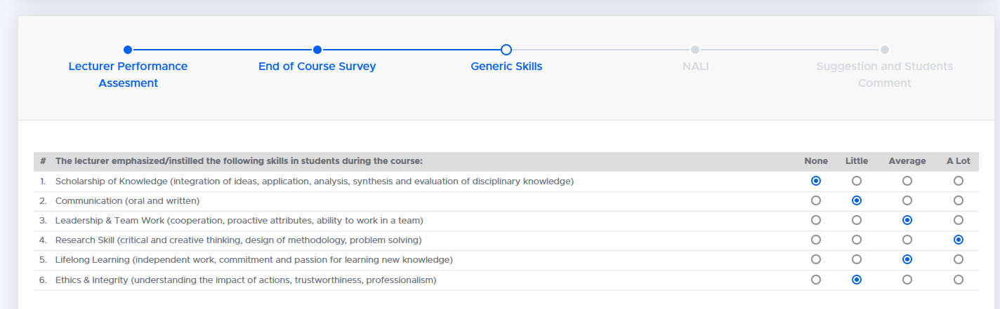 Lecturer Performance
Assesment
End of Course Survey
Generic Skills
NALI
Suggestion and Students
Comment
# The lecturer emphasized/instilled the following skills in students during the course: None Little Average A Lot
1. Scholarship of Knowledge (integration of ideas, application, analysis, synthesis and evaluation of disciplinary knowledge)
2. Communication (oral and written)
3. Leadership & Team Work (cooperation, proactive attributes, ability to work in a team)
4. Research Skill (critical and creative thinking, design of methodology, problem solving)
5. Lifelong Learning (independent work, commitment and passion for learning new knowledge)
6. Ethics & Integrity (understanding the impact of actions, trustworthiness, professionalism)